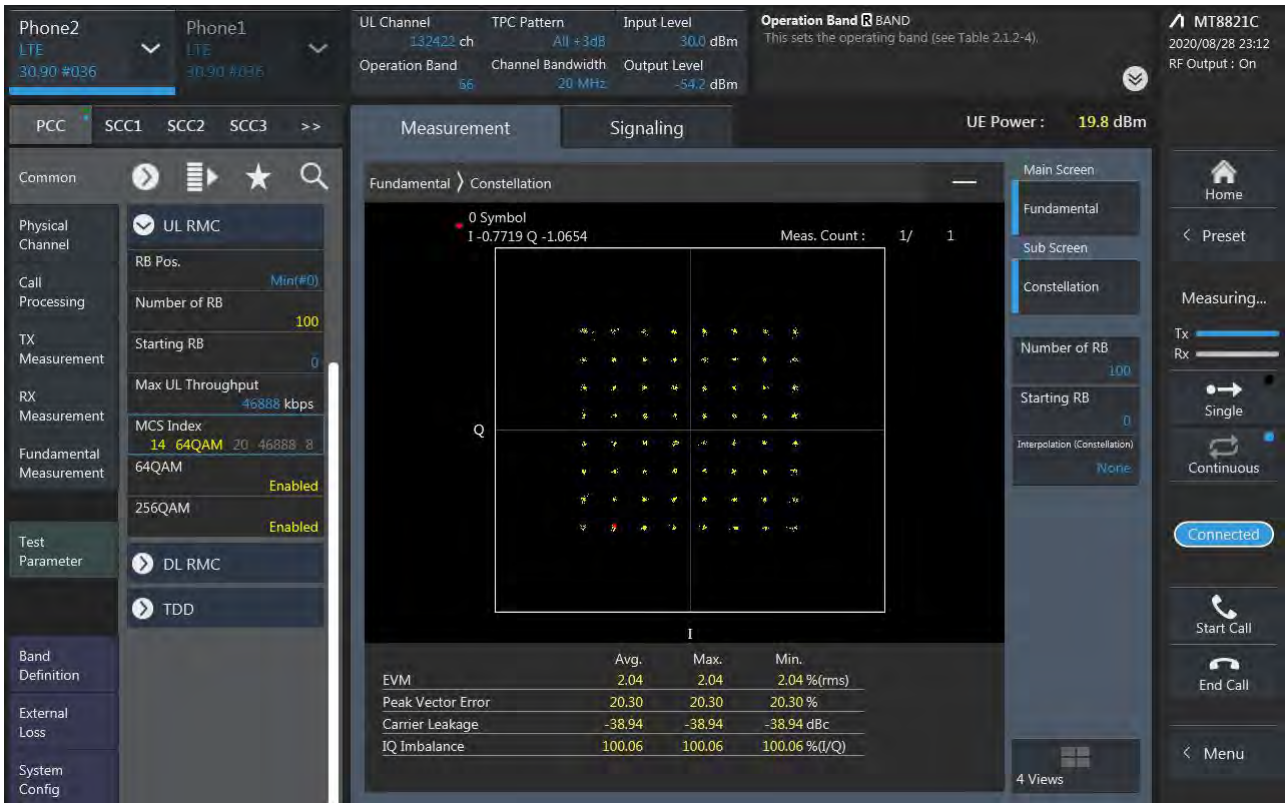 Phone2
LTE
30.90 #036
Phone1
LTE
30.90 #036
UL Channel
132422 ch
Operation Band
66
TPC Pattern
All +3dB
Channel Bandwidth
20 MHz
Input Level
30.0 dBm
Output Level
-54.2 dBm
Operation Band R BAND
This sets the operating band (see Table 2.1.2-4).
MT8821C
2020/08/28 23:12
RF Output : On
PCC SCC1 SCC2 SCC3 >>
Measurement
Signaling
UE Power : 19.8 dBm
Common
Physical
Channel
Call
Processing
TX
Measurement
RX
Measurement
Fundamental
Measurement
Test
Parameter
Band
Definition
External
Loss
System
Config
UL RMC
RB Pos.
Min(#0)
Number of RB
100
Starting RB
0
Max UL Throughput
46888 kbps
MCS Index
14 64QAM 20 46888 8
64QAM
Enabled
256QAM
Enabled
DL RMC
TDD
Fundamental 〉 Constellation
0 Symbol
I -0.7719 Q -1.0654
Meas. Count : 1/ 1
Q
I
Avg. Max. Min.
EVM 2.04 2.04 2.04 %(rms)
Peak Vector Error 20.30 20.30 20.30 %
Carrier Leakage -38.94 -38.94 -38.94 dBc
IQ Imbalance 100.06 100.06 100.06 %(I/Q)
Main Screen
Fundamental
Sub Screen
Constellation
Number of RB
100
Starting RB
0
Interpolation (Constellation)
None
4 Views
Home
< Preset
Measuring...
Tx
Rx
Single
Continuous
Connected
Start Call
End Call
< Menu